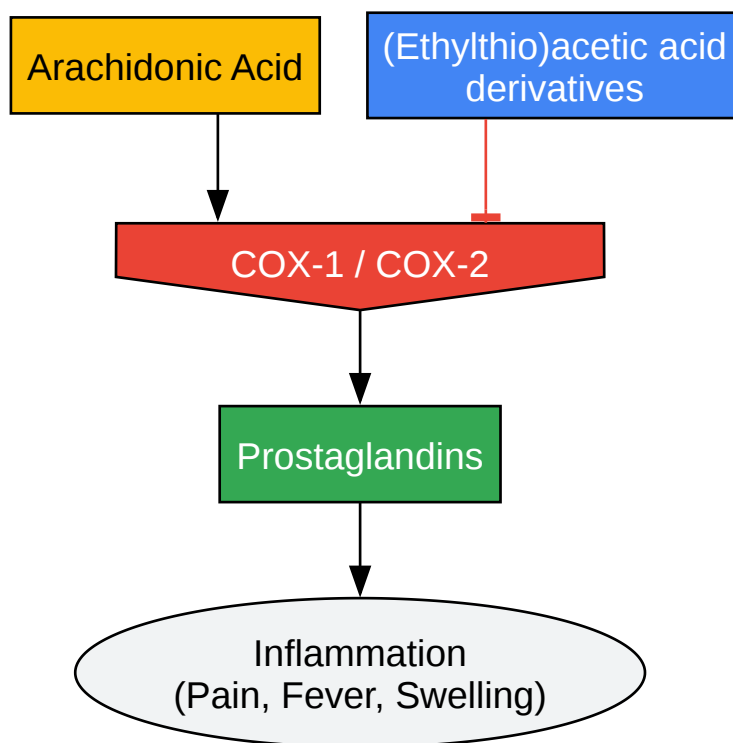 Arachidonic Acid
(Ethylthio)acetic acid
derivatives
COX-1 / COX-2
Prostaglandins
Inflammation
(Pain, Fever, Swelling)